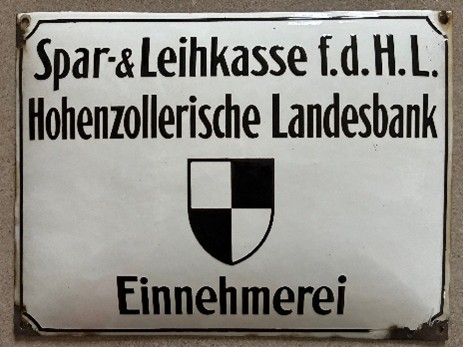 Spar-&Leihkasse f.d.H.L.
Hohenzollerische Landesbank
Einnehmerei